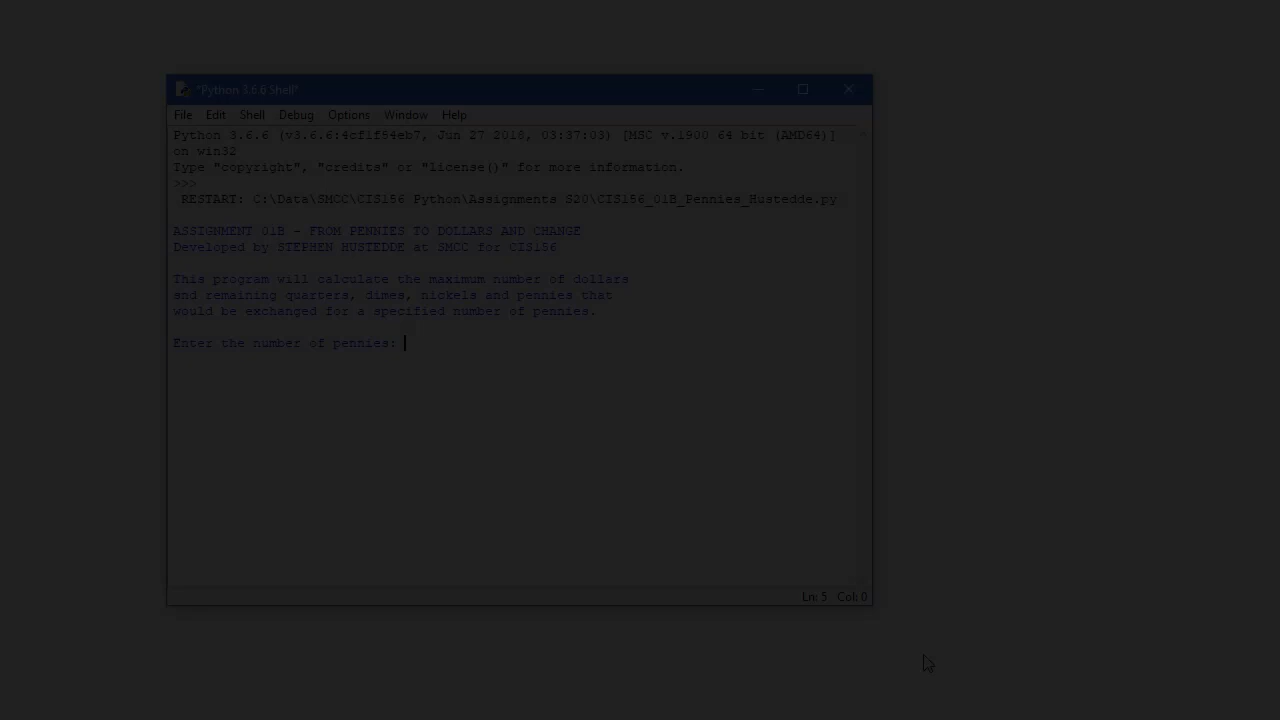 *Python 3.6.6 Shell*
File Edit Shell Debug Options Window Help
Python 3.6.6 (v3.6.6:4cf1f54eb7, Jun 27 2018, 03:37:03) [MSC v.1900 64 bit (AMD64)]
on win32
Type "copyright", "credits" or "license()" for more information.
>>>
RESTART: C:\Data\SMCC\CIS156 Python\Assignments S20\CIS156_01B_Pennies_Hustedde.py
ASSIGNMENT 01B - FROM PENNIES TO DOLLARS AND CHANGE
Developed by STEPHEN HUSTEDDE at SMCC for CIS156
This program will calculate the maximum number of dollars
and remaining quarters, dimes, nickels and pennies that
would be exchanged for a specified number of pennies.
Enter the number of pennies:
Ln: 5 Col: 0